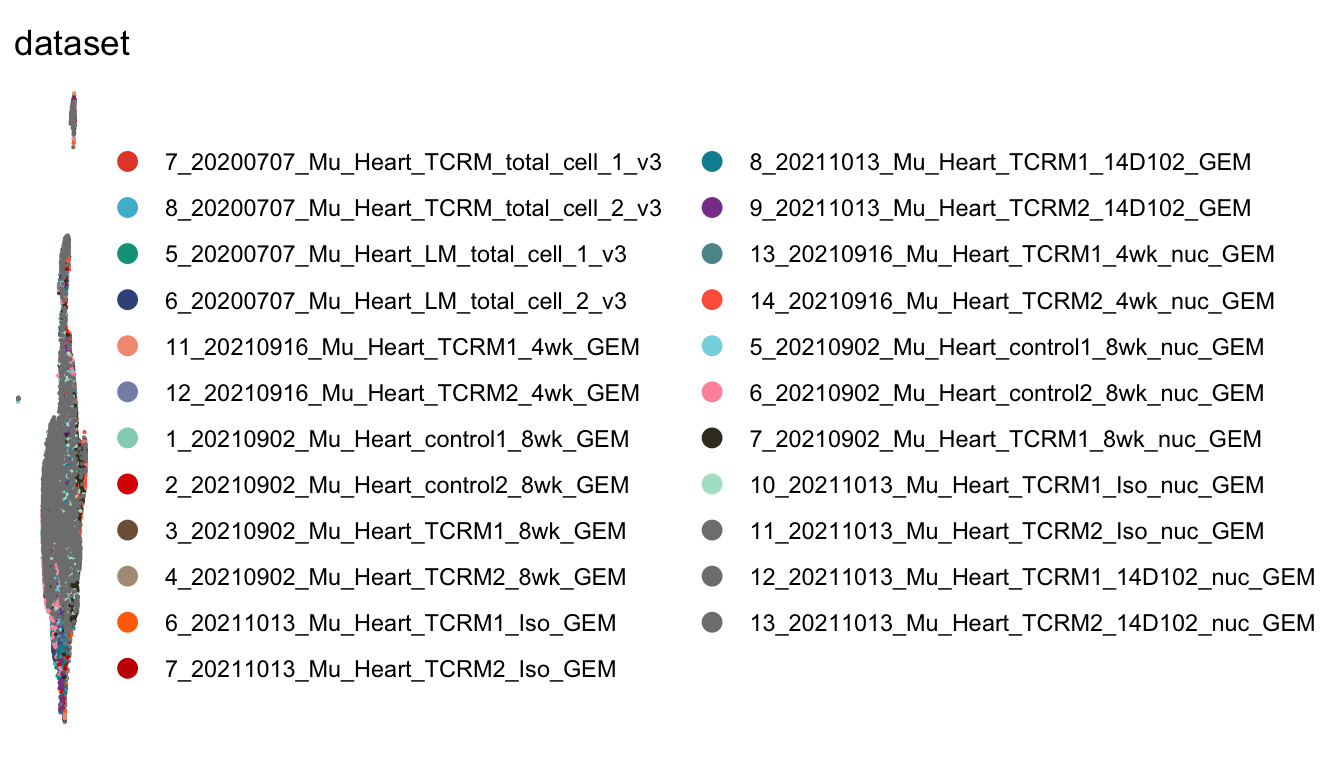 dataset
7_20200707_Mu_Heart_TCRM_total_cell_1_v3
8_20200707_Mu_Heart_TCRM_total_cell_2_v3
5_20200707_Mu_Heart_LM_total_cell_1_v3
6_20200707_Mu_Heart_LM_total_cell_2_v3
11_20210916_Mu_Heart_TCRM1_4wk_GEM
12_20210916_Mu_Heart_TCRM2_4wk_GEM
1_20210902_Mu_Heart_control1_8wk_GEM
2_20210902_Mu_Heart_control2_8wk_GEM
3_20210902_Mu_Heart_TCRM1_8wk_GEM
4_20210902_Mu_Heart_TCRM2_8wk_GEM
6_20211013_Mu_Heart_TCRM1_Iso_GEM
7_20211013_Mu_Heart_TCRM2_Iso_GEM
8_20211013_Mu_Heart_TCRM1_14D102_GEM
9_20211013_Mu_Heart_TCRM2_14D102_GEM
13_20210916_Mu_Heart_TCRM1_4wk_nuc_GEM
14_20210916_Mu_Heart_TCRM2_4wk_nuc_GEM
5_20210902_Mu_Heart_control1_8wk_nuc_GEM
6_20210902_Mu_Heart_control2_8wk_nuc_GEM
7_20210902_Mu_Heart_TCRM1_8wk_nuc_GEM
10_20211013_Mu_Heart_TCRM1_Iso_nuc_GEM
11_20211013_Mu_Heart_TCRM2_Iso_nuc_GEM
12_20211013_Mu_Heart_TCRM1_14D102_nuc_GEM
13_20211013_Mu_Heart_TCRM2_14D102_nuc_GEM